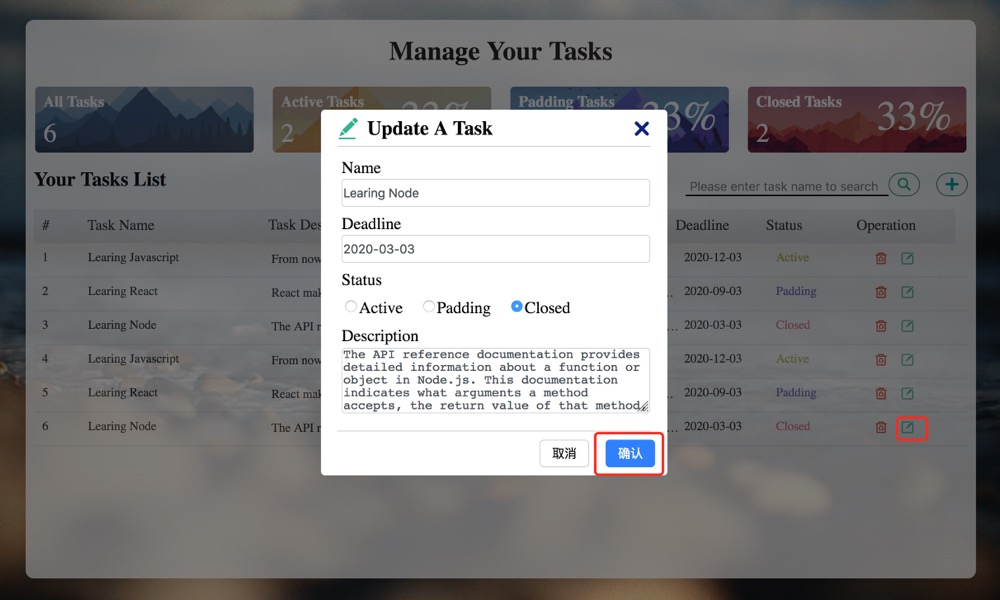 Manage Your Tasks
All Tasks
6
Active Tasks
2
Padding Tasks
33%
Closed Tasks
2
33%
Your Tasks List
Please enter task name to search
# Task Name Task Des Deadline Status Operation
1 Learing Javascript From now 2020-12-03 Active
2 Learing React React mak ... 2020-09-03 Padding
3 Learing Node The API r ... 2020-03-03 Closed
4 Learing Javascript From now 2020-12-03 Active
5 Learing React React mak ... 2020-09-03 Padding
6 Learing Node The API r ... 2020-03-03 Closed
Update A Task
Name
Learing Node
Deadline
2020-03-03
Status
Active Padding Closed
Description
The API reference documentation provides
detailed information about a function or
object in Node.js. This documentation
indicates what arguments a method
accepts, the return value of that method,
取消 确认